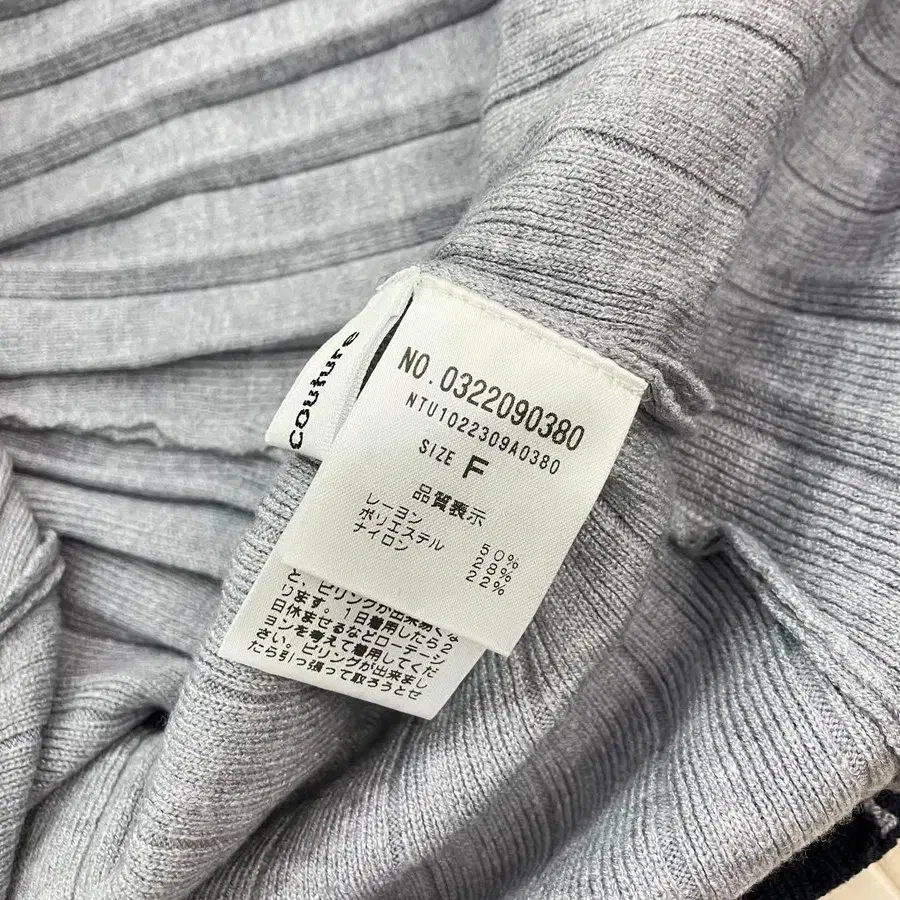 couture
NO.0322090380
NTU1022309A0380
SIZE F
品質表示
レーヨン 50%
ポリエステル 28%
ナイロン 22%
と、ピリングが出来易くな
ります。1日着用したら2
日休ませるなどローテーシ
ョンを考えて着用してくだ
さい。ピリングが出来まし
たら引っ張って取ろうとせ